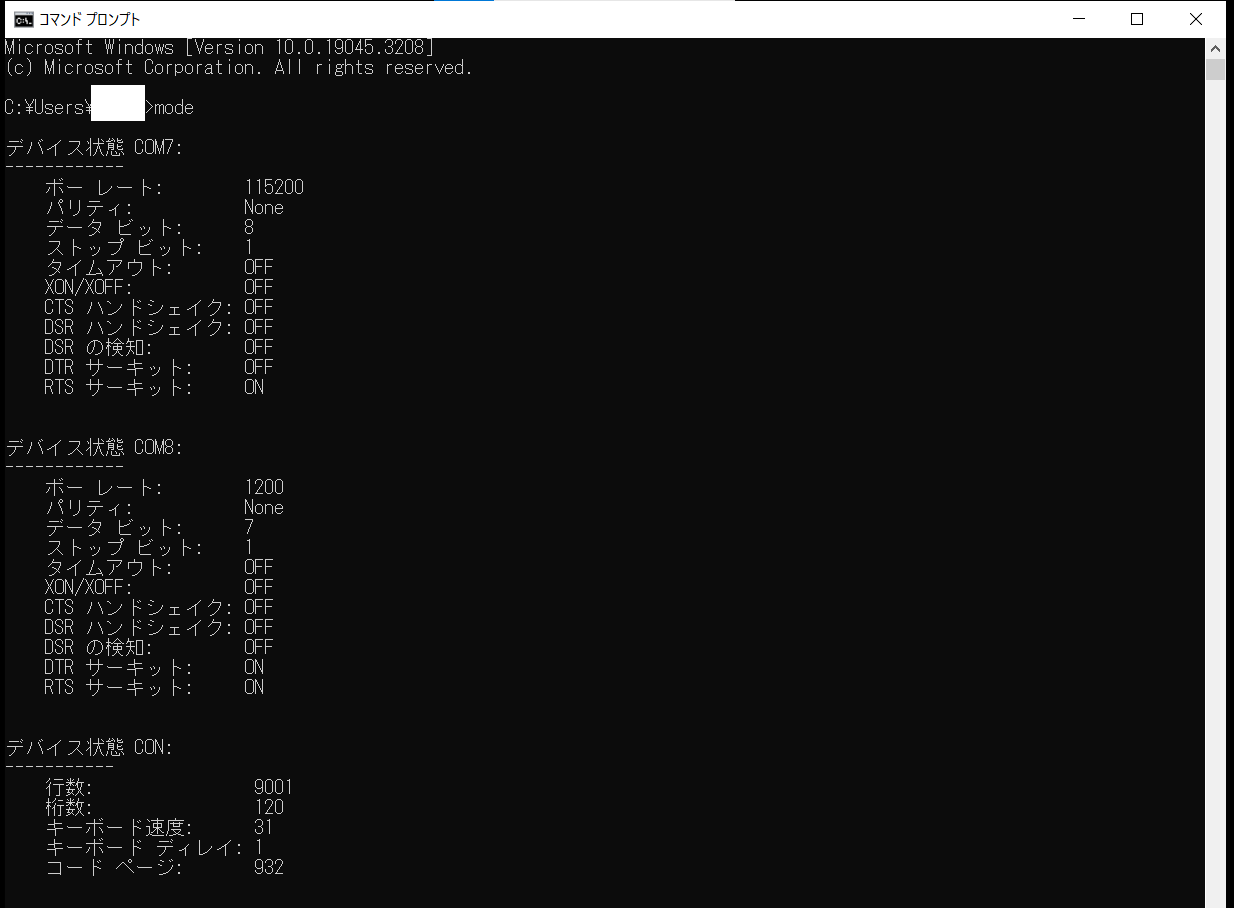 コマンド プロンプト
Microsoft Windows [Version 10.0.19045.3208]
(c) Microsoft Corporation. All rights reserved.
C:¥Users¥ >mode
デバイス状態 COM7:
------------
ボー レート: 115200
パリティ: None
データ ビット: 8
ストップ ビット: 1
タイムアウト: OFF
XON/XOFF: OFF
CTS ハンドシェイク: OFF
DSR ハンドシェイク: OFF
DSR の検知: OFF
DTR サーキット: OFF
RTS サーキット: ON
デバイス状態 COM8:
------------
ボー レート: 1200
パリティ: None
データ ビット: 7
ストップ ビット: 1
タイムアウト: OFF
XON/XOFF: OFF
CTS ハンドシェイク: OFF
DSR ハンドシェイク: OFF
DSR の検知: OFF
DTR サーキット: ON
RTS サーキット: ON
デバイス状態 CON:
-----------
行数: 9001
桁数: 120
キーボード速度: 31
キーボード ディレイ: 1
コード ページ: 932